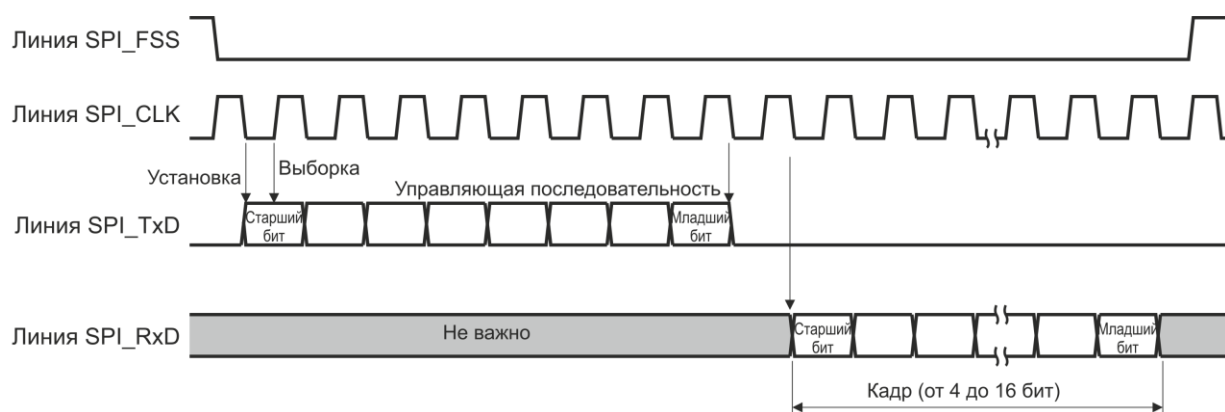 Линия SPI_FSS
Линия SPI_CLK
Установка
Выборка
Управляющая последовательность
Линия SPI_TxD
Старший
бит
Младший
бит
Линия SPI_RxD
Не важно
Старший
бит
Младший
бит
Кадр (от 4 до 16 бит)